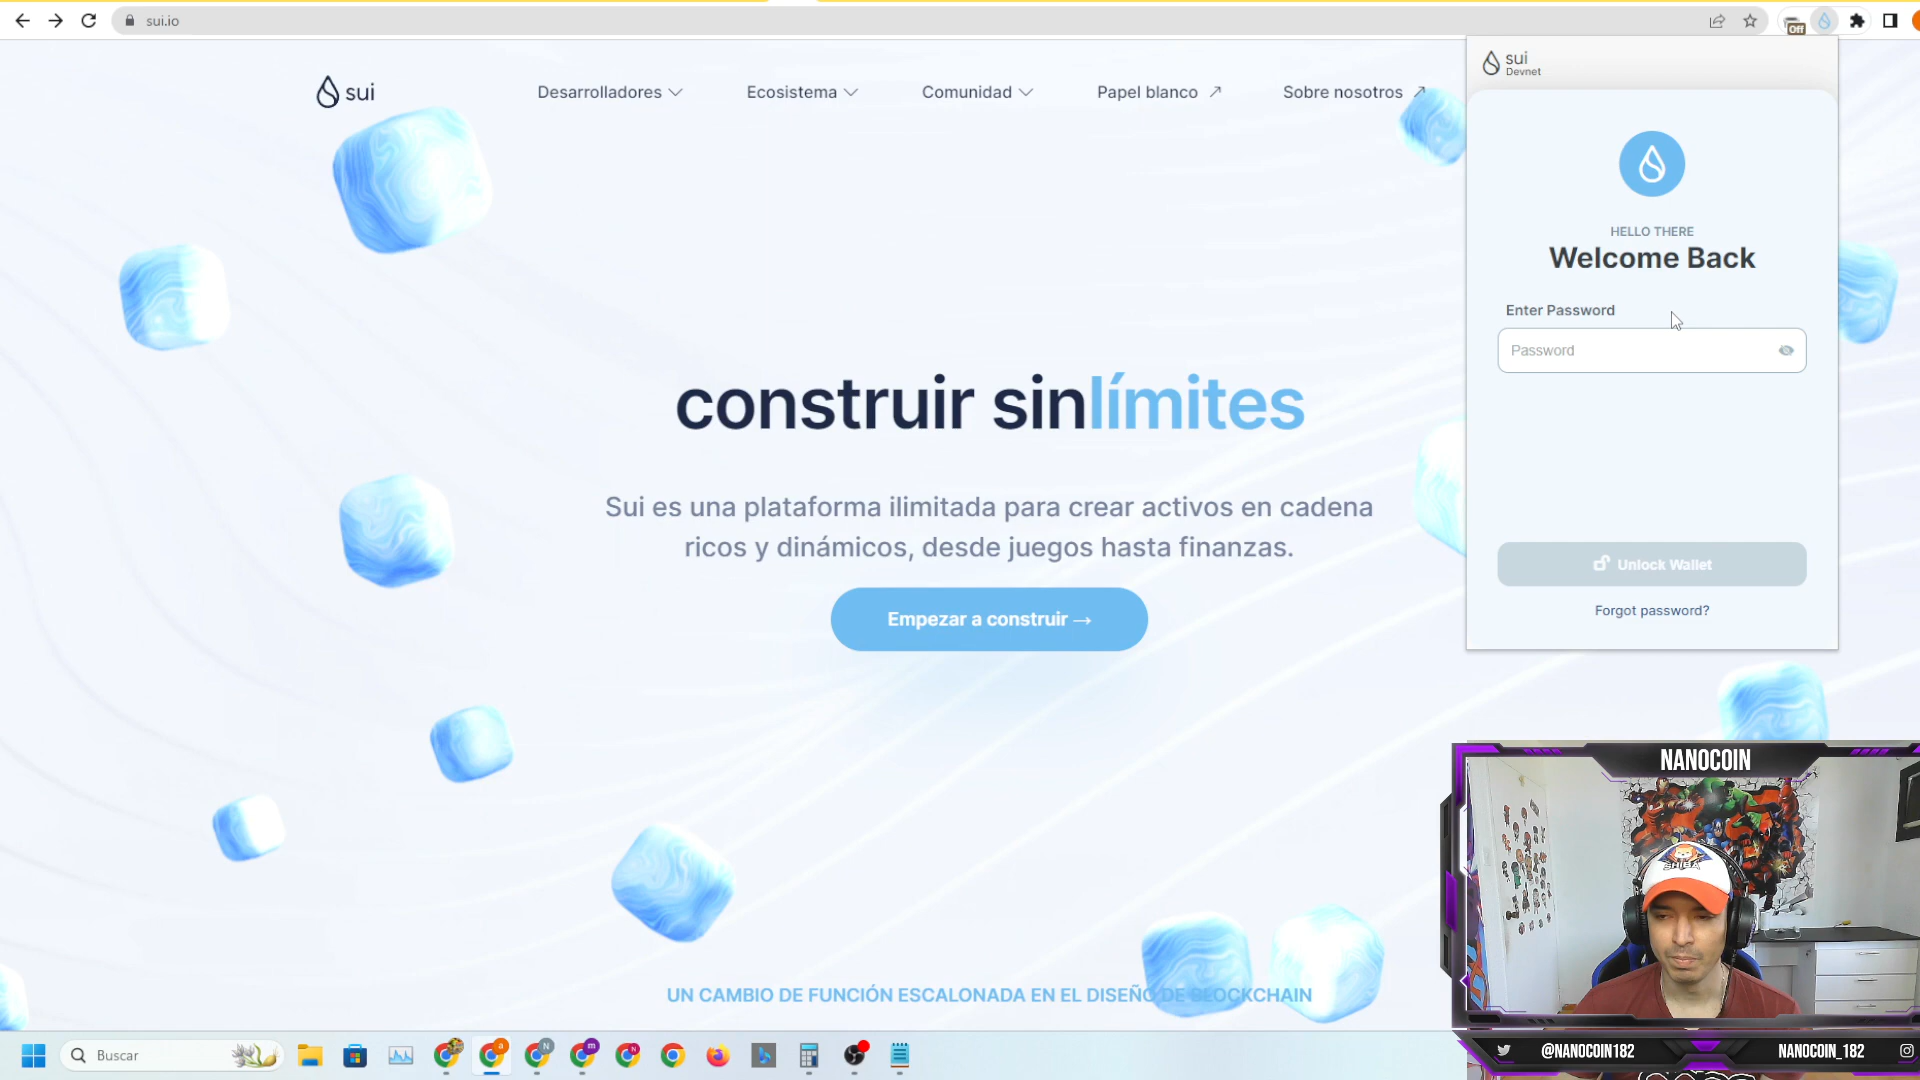 sui.io
Off
sui
Desarrolladores
Ecosistema
Comunidad
Papel blanco ↗
Sobre nosotros ↗
sui
Devnet
HELLO THERE
Welcome Back
Enter Password
Password
Unlock Wallet
Forgot password?
construir sinlímites
Sui es una plataforma ilimitada para crear activos en cadena
ricos y dinámicos, desde juegos hasta finanzas.
Empezar a construir →
UN CAMBIO DE FUNCIÓN ESCALONADA EN EL DISEÑO DE BLOCKCHAIN
NANOCOIN
SHIBA
@NANOCOIN182
NANOCOIN_182
Buscar